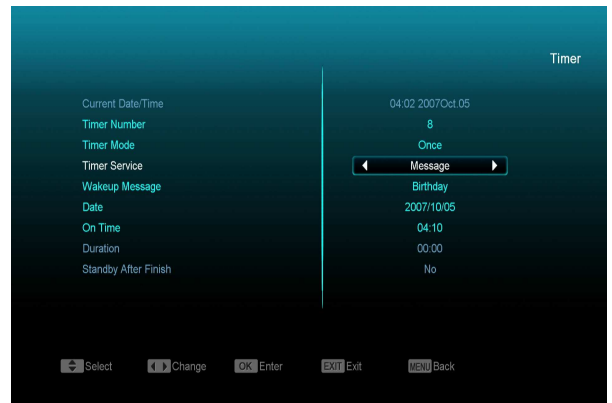 Timer
Current Date/Time 04:02 2007Oct.05
Timer Number 8
Timer Mode Once
Timer Service Message
Wakeup Message Birthday
Date 2007/10/05
On Time 04:10
Duration 00:00
Standby After Finish No
Select Change OK Enter EXIT Exit MENU Back